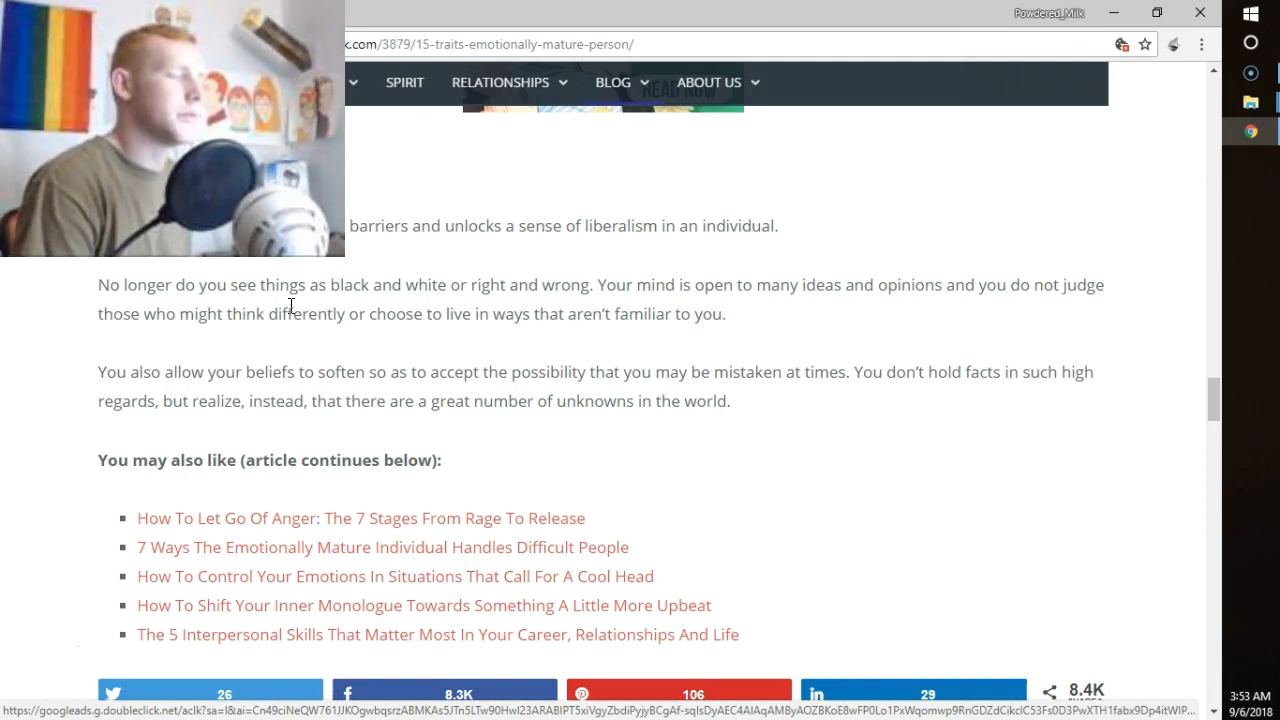 Powdered_Milk
k.com/3879/15-traits-emotionally-mature-person/
SPIRIT RELATIONSHIPS BLOG ABOUT US
READ NOW
barriers and unlocks a sense of liberalism in an individual.
No longer do you see things as black and white or right and wrong. Your mind is open to many ideas and opinions and you do not judge
those who might think differently or choose to live in ways that aren't familiar to you.
You also allow your beliefs to soften so as to accept the possibility that you may be mistaken at times. You don't hold facts in such high
regards, but realize, instead, that there are a great number of unknowns in the world.
You may also like (article continues below):
How To Let Go Of Anger: The 7 Stages From Rage To Release
7 Ways The Emotionally Mature Individual Handles Difficult People
How To Control Your Emotions In Situations That Call For A Cool Head
How To Shift Your Inner Monologue Towards Something A Little More Upbeat
The 5 Interpersonal Skills That Matter Most In Your Career, Relationships And Life
26 8.3K 106 29 8.4K
3:53 AM
9/6/2018